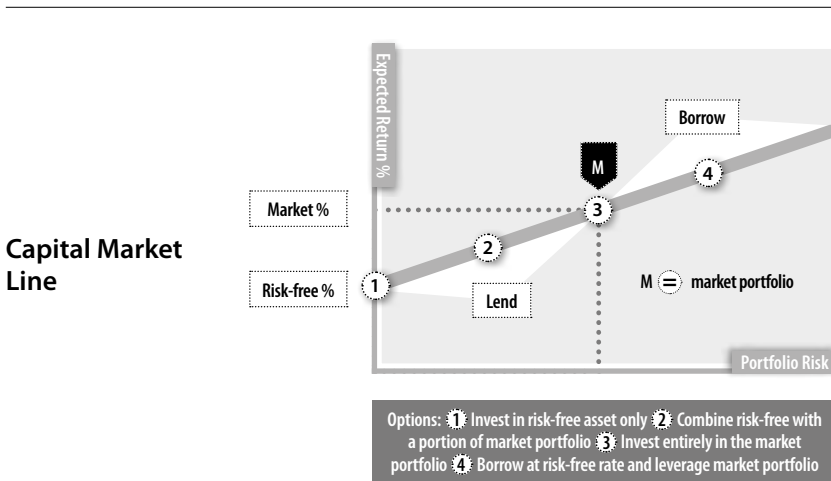 Capital Market
Line
Expected Return %
Borrow
M
4
Market %
3
2
Risk-free %
1
Lend
M = market portfolio
Portfolio Risk
Options: 1 Invest in risk-free asset only 2 Combine risk-free with
a portion of market portfolio 3 Invest entirely in the market
portfolio 4 Borrow at risk-free rate and leverage market portfolio